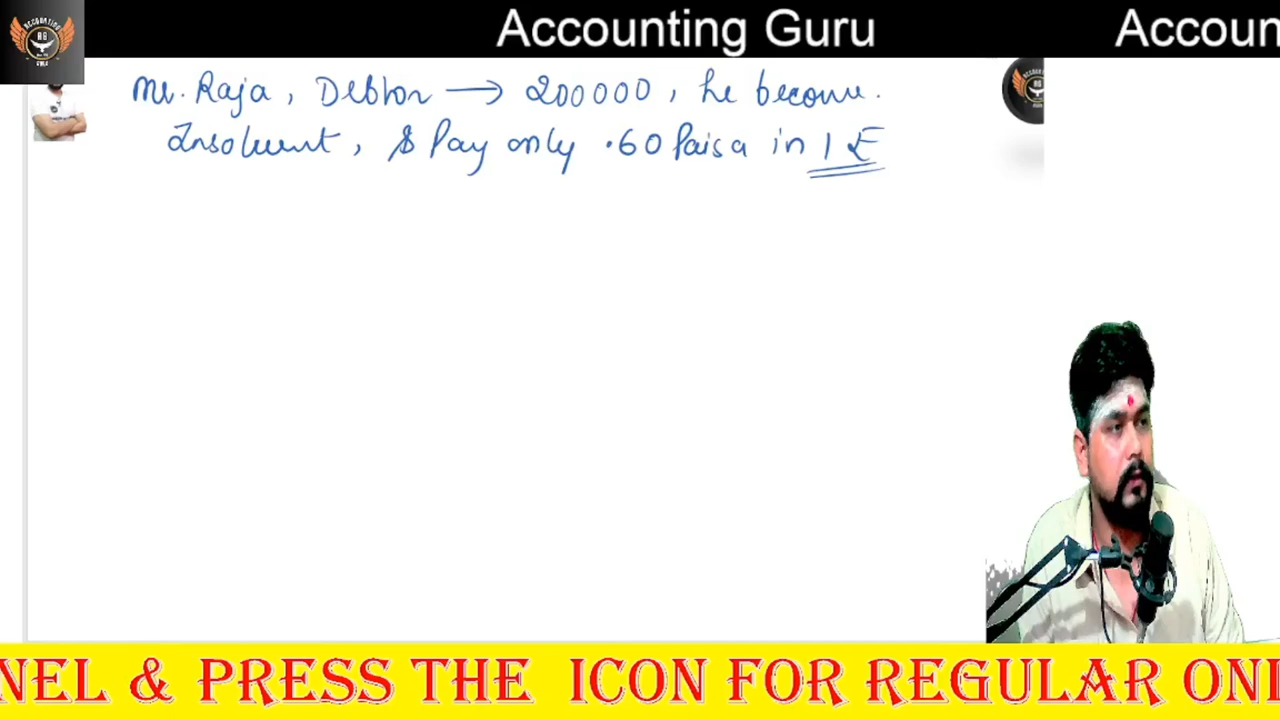 Accounting Guru
Accoun
Mr. Raja, Debtor → 200000, he become.
Insolvent, & Pay only .60 Paisa in 1 ₹
NEL & PRESS THE ICON FOR REGULAR ONL